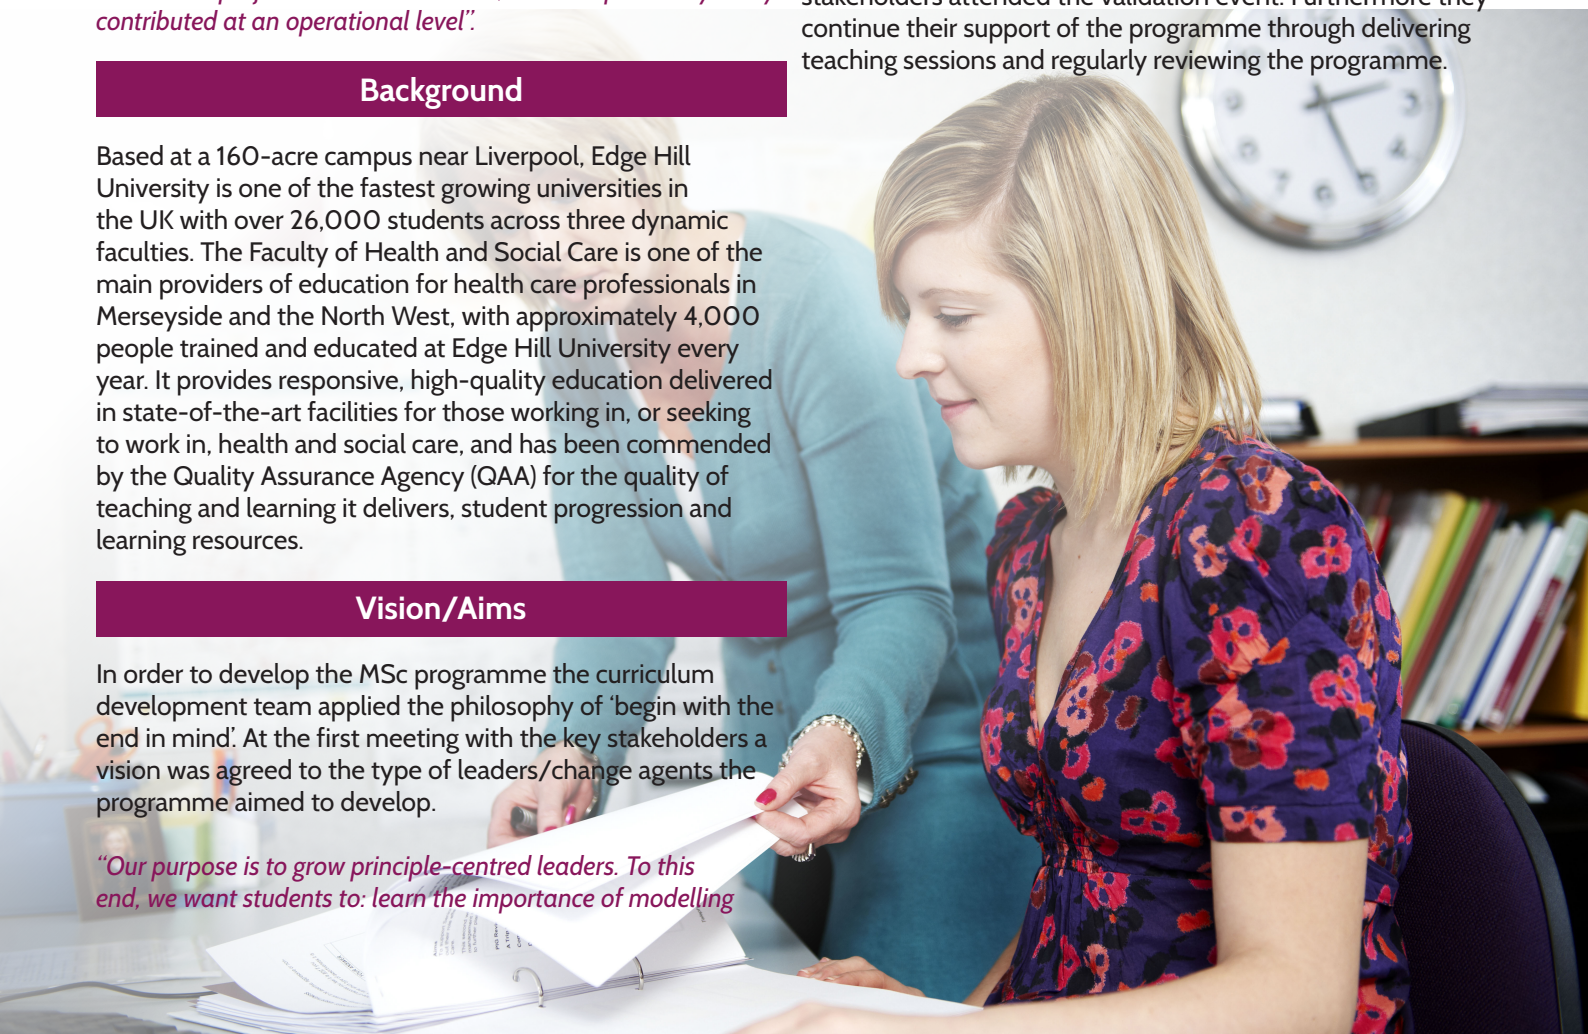 contributed at an operational level”.
Background
Based at a 160-acre campus near Liverpool, Edge Hill
University is one of the fastest growing universities in
the UK with over 26,000 students across three dynamic
faculties. The Faculty of Health and Social Care is one of the
main providers of education for health care professionals in
Merseyside and the North West, with approximately 4,000
people trained and educated at Edge Hill University every
year. It provides responsive, high-quality education delivered
in state-of-the-art facilities for those working in, or seeking
to work in, health and social care, and has been commended
by the Quality Assurance Agency (QAA) for the quality of
teaching and learning it delivers, student progression and
learning resources.
Vision/Aims
In order to develop the MSc programme the curriculum
development team applied the philosophy of ‘begin with the
end in mind’. At the first meeting with the key stakeholders a
vision was agreed to the type of leaders/change agents the
programme aimed to develop.
“Our purpose is to grow principle-centred leaders. To this
end, we want students to: learn the importance of modelling
stakeholders attended the validation event. Furthermore they
continue their support of the programme through delivering
teaching sessions and regularly reviewing the programme.